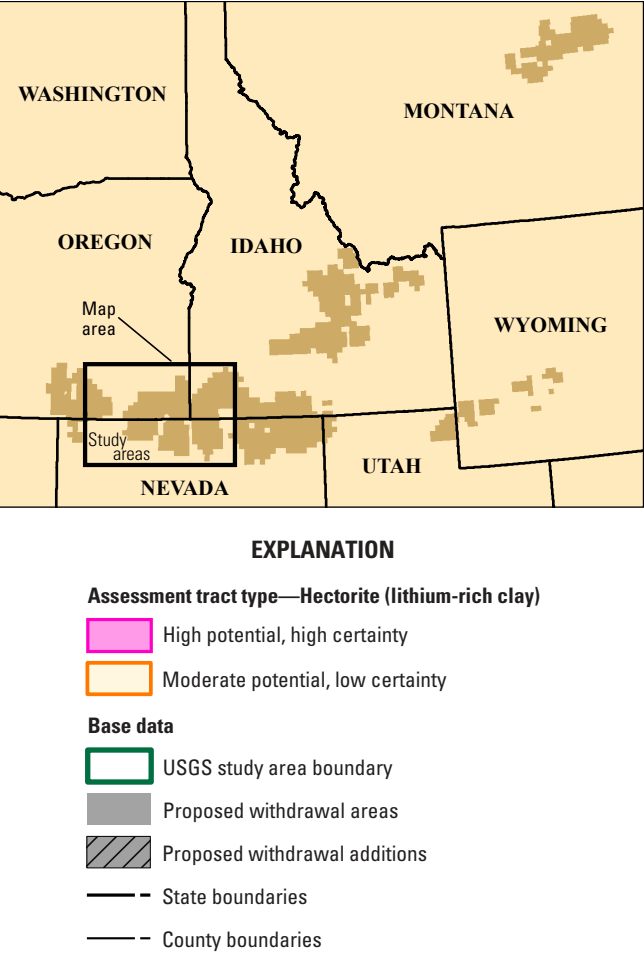 WASHINGTON
MONTANA
OREGON
IDAHO
Map
area
WYOMING
Study
areas
UTAH
NEVADA
EXPLANATION
Assessment tract type—Hectorite (lithium-rich clay)
High potential, high certainty
Moderate potential, low certainty
Base data
USGS study area boundary
Proposed withdrawal areas
Proposed withdrawal additions
State boundaries
County boundaries